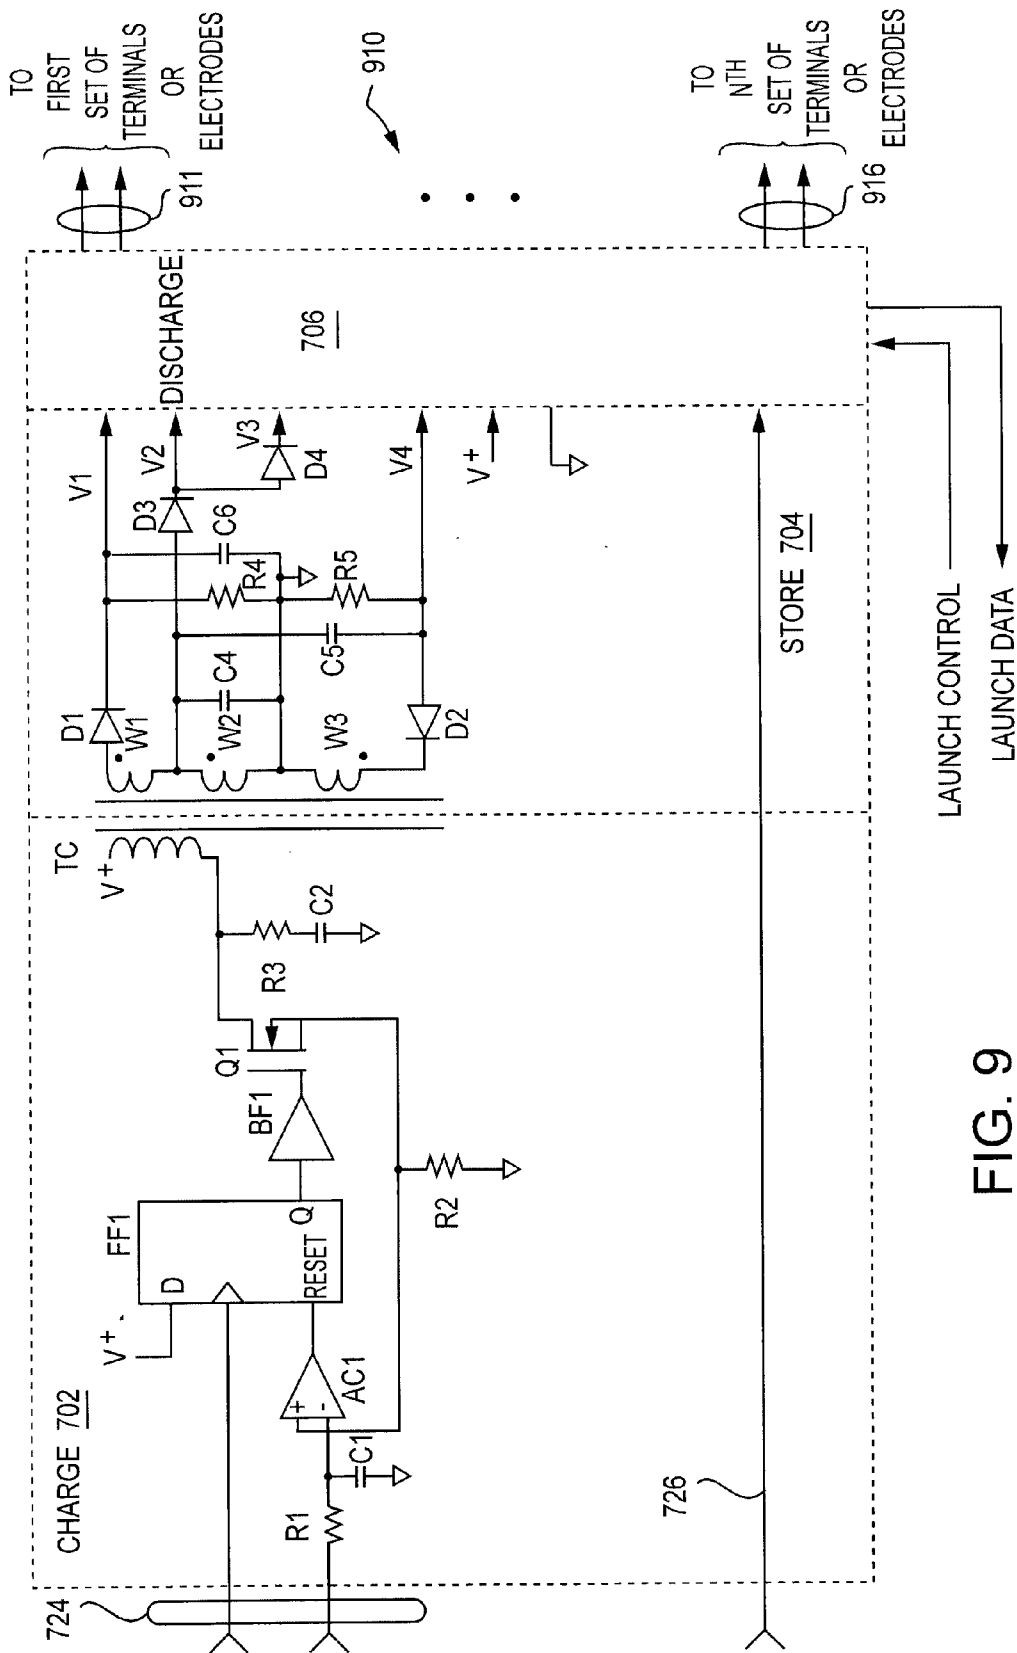 TO
FIRST
SET OF
TERMINALS
OR
ELECTRODES
911
910
TO
NTH
SET OF
TERMINALS
OR
ELECTRODES
916
DISCHARGE
706
V1
V2
V3
V4
V+
D3
D4
C6
R4
R5
C4
C5
D1
W1
W2
W3
D2
STORE 704
LAUNCH CONTROL
LAUNCH DATA
TC
V+
R3
C2
Q1
BF1
R2
FF1
D
Q
RESET
V+
AC1
+
-
C1
R1
CHARGE 702
724
726
FIG. 9